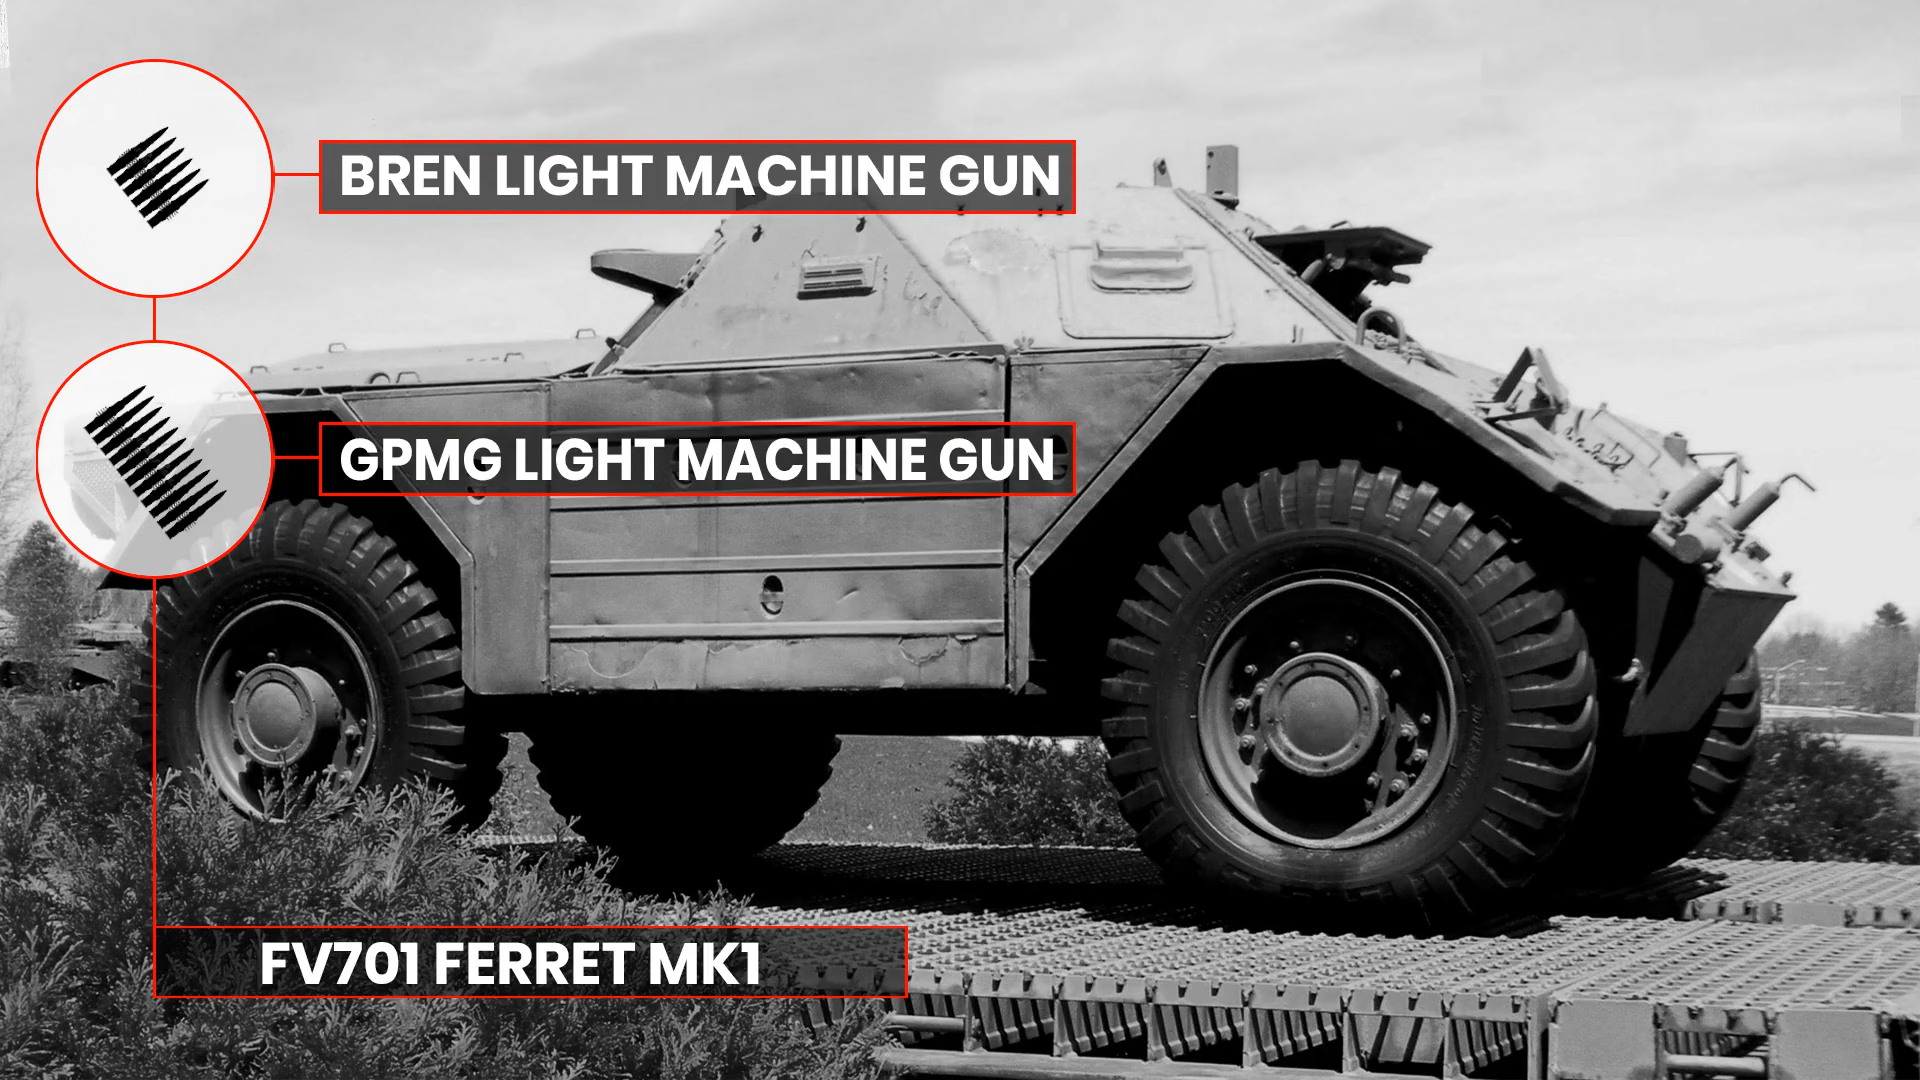 BREN LIGHT MACHINE GUN
GPMG LIGHT MACHINE GUN
FV701 FERRET MK1